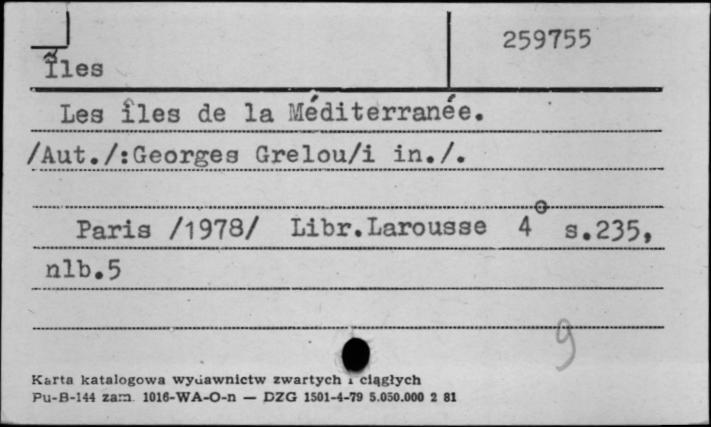 259755
Îles
Les îles de la Méditerranée.
/Aut./:Georges Grelou/i in./.
Paris /1978/ Libr.Larousse 4° s.235,
nlb.5
9
Karta katalogowa wydawnictw zwartych i ciągłych
Pu-B-144 zam. 1016-WA-O-n — DZG 1501-4-79 5.050.000 2 81